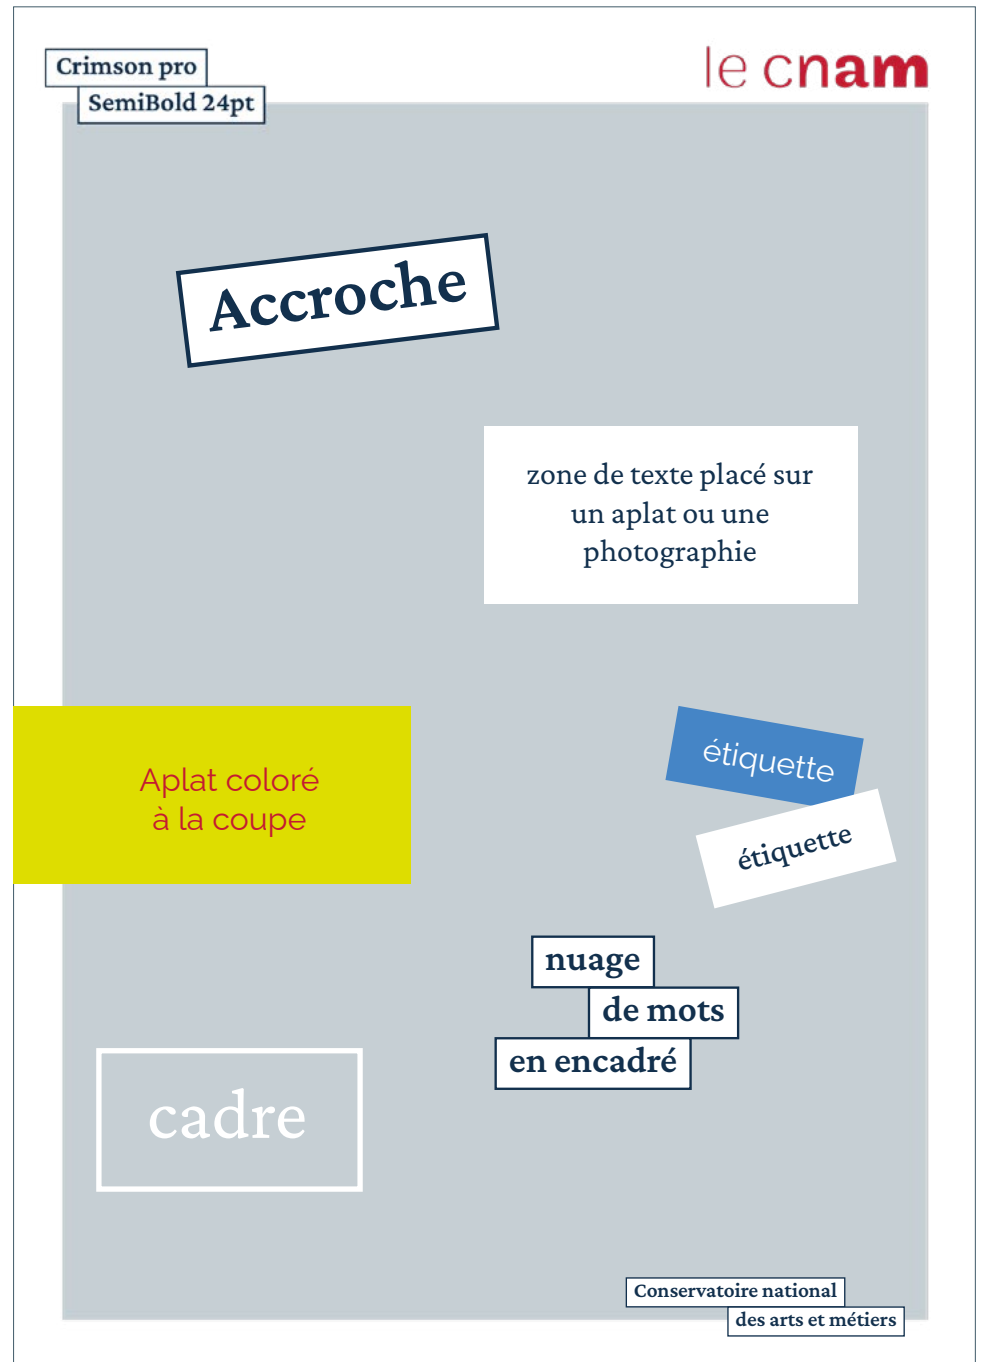 Crimson pro
SemiBold 24pt
le cnam
Accroche
zone de texte placé sur
un aplat ou une
photographie
Aplat coloré
à la coupe
étiquette
étiquette
nuage
de mots
en encadré
cadre
Conservatoire national
des arts et métiers